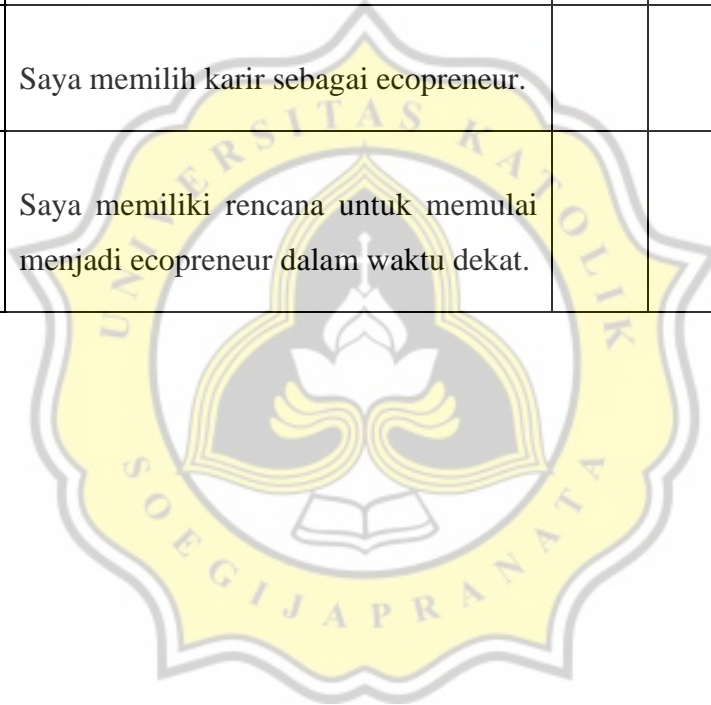 Saya memilih karir sebagai ecopreneur.
Saya memiliki rencana untuk memulai
menjadi ecopreneur dalam waktu dekat.
UNIVERSITAS KATOLIK
SOEGIJAPRANATA